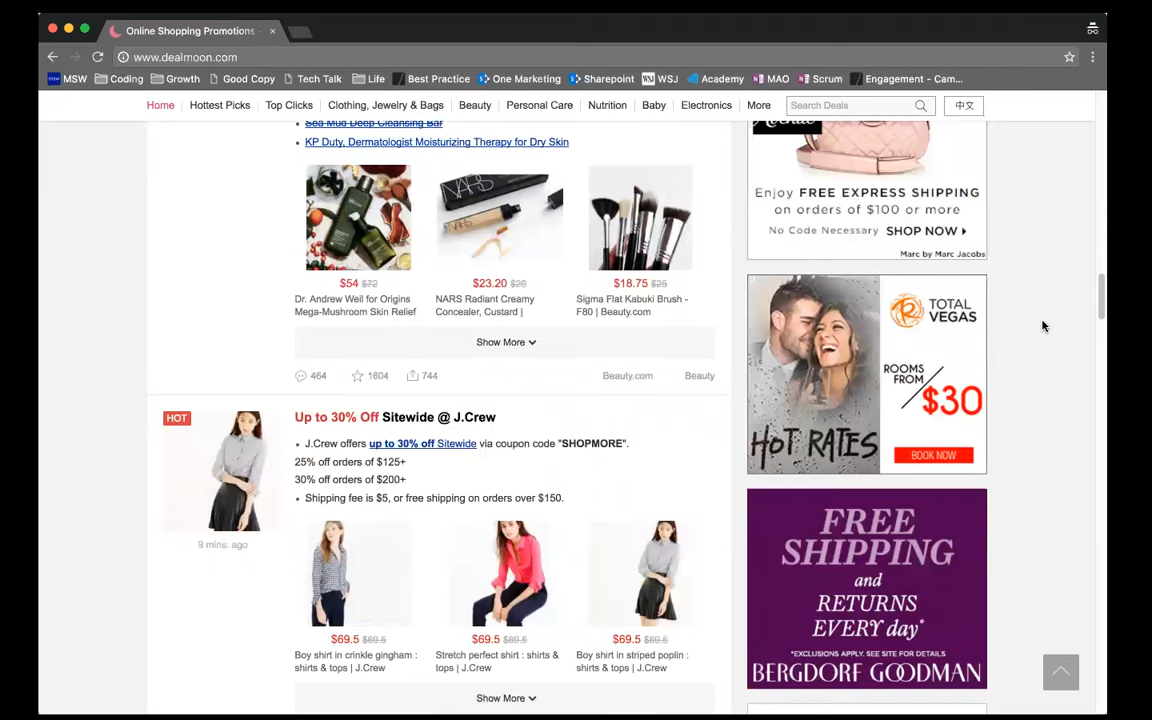 Online Shopping Promotions
www.dealmoon.com
MSW Coding Growth Good Copy Tech Talk Life Best Practice One Marketing Sharepoint WSJ WSJ Academy MAO Scrum Engagement - Cam...
Home Hottest Picks Top Clicks Clothing, Jewelry & Bags Beauty Personal Care Nutrition Baby Electronics More Search Deals 中文
Sea Mud Deep Cleansing Bar
• KP Duty, Dermatologist Moisturizing Therapy for Dry Skin
NARS
$54 $72
Dr. Andrew Weil for Origins
Mega-Mushroom Skin Relief
$23.20 $29
NARS Radiant Creamy
Concealer, Custard |
$18.75 $25
Sigma Flat Kabuki Brush -
F80 | Beauty.com
Show More
464 1604 744 Beauty.com Beauty
HOT
9 mins. ago
Up to 30% Off Sitewide @ J.Crew
• J.Crew offers up to 30% off Sitewide via coupon code "SHOPMORE".
25% off orders of $125+
30% off orders of $200+
• Shipping fee is $5, or free shipping on orders over $150.
$69.5 $69.5
Boy shirt in crinkle gingham :
shirts & tops | J.Crew
$69.5 $69.5
Stretch perfect shirt : shirts &
tops | J.Crew
$69.5 $69.5
Boy shirt in striped poplin :
shirts & tops | J.Crew
Show More
Enjoy FREE EXPRESS SHIPPING
on orders of $100 or more
No Code Necessary SHOP NOW
Marc by Marc Jacobs
TOTAL
VEGAS
ROOMS
FROM
$30
HOT RATES
BOOK NOW
FREE
SHIPPING
and
RETURNS
EVERY day*
*EXCLUSIONS APPLY. SEE SITE FOR DETAILS
BERGDORF GOODMAN